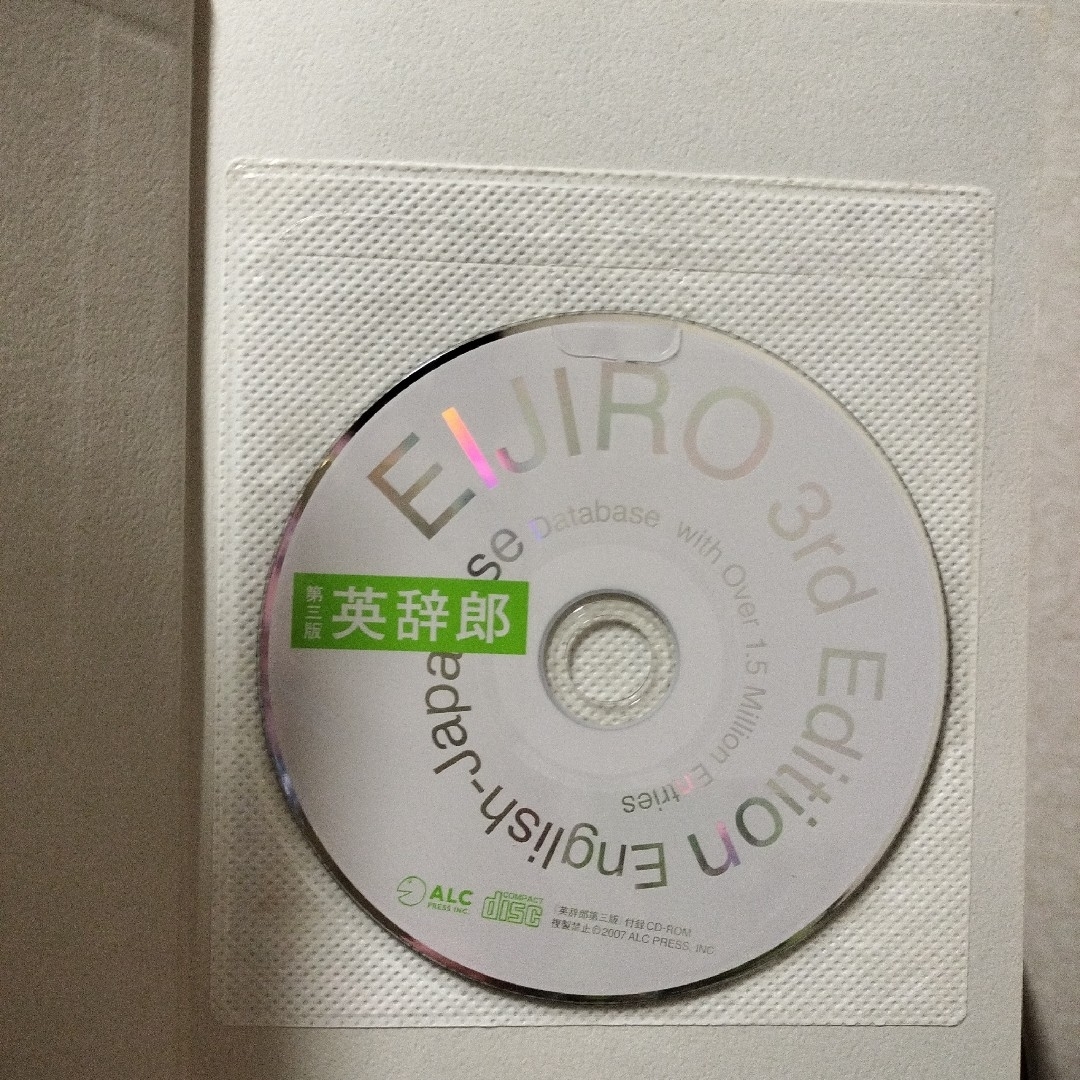 EIJIRO 3rd Edition English-Japanese Database with Over 1.5 Million Entries
第三版
英辞郎
ALC
PRESS INC.
COMPACT
disc
「英辞郎第三版」付録CD-ROM
複製禁止©2007 ALC PRESS, INC.